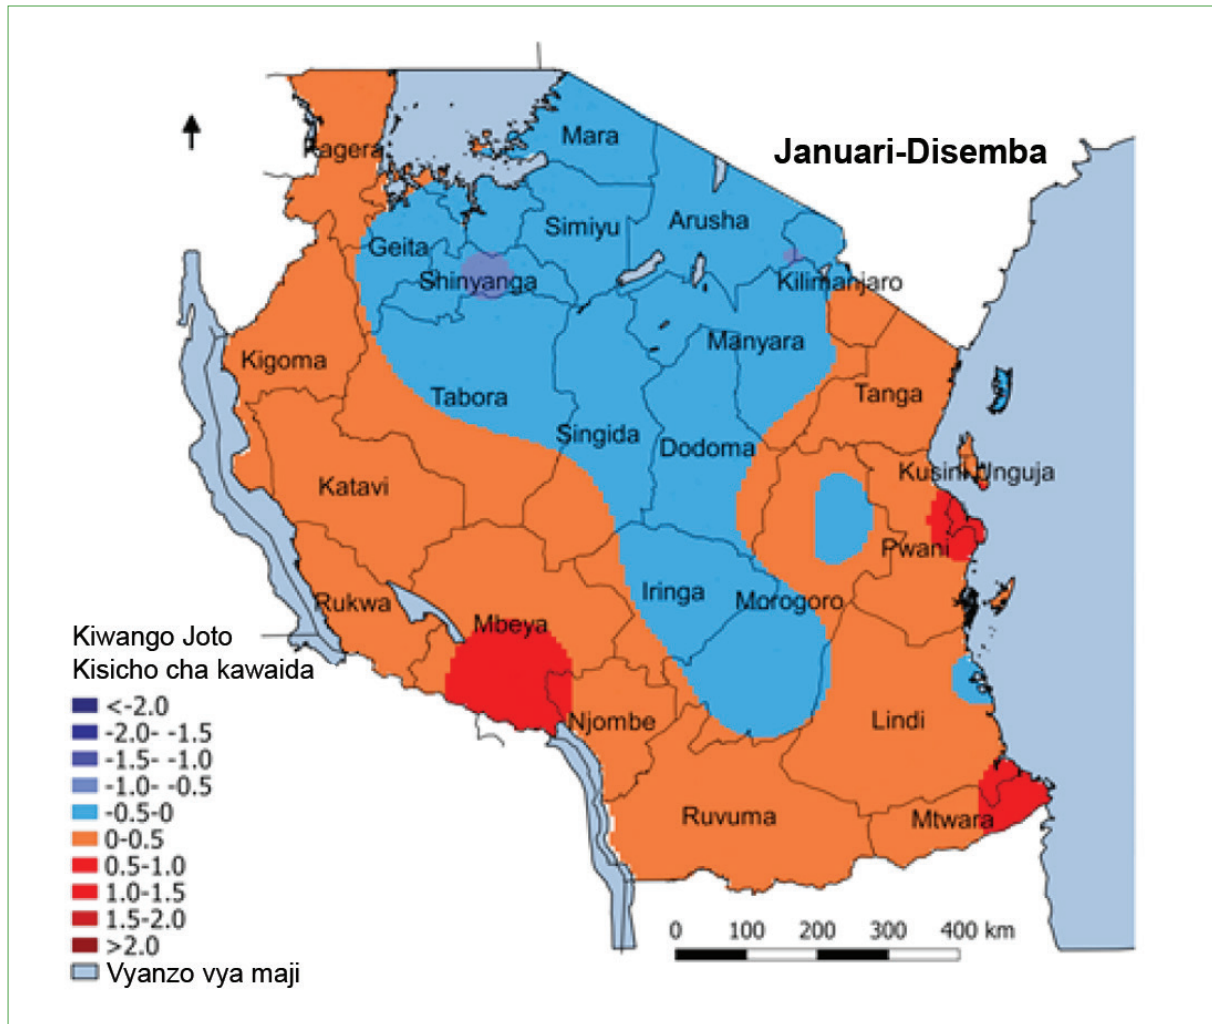 Januari-Disemba
Kagera
Mara
Simiyu
Arusha
Geita
Shinyanga
Kilimanjaro
Kigoma
Manyara
Tabora
Tanga
Singida
Dodoma
Kusini Unguja
Katavi
Pwani
Iringa
Morogoro
Rukwa
Mbeya
Njombe
Lindi
Ruvuma
Mtwara
Kiwango Joto
Kisicho cha kawaida
<-2.0
-2.0- -1.5
-1.5- -1.0
-1.0- -0.5
-0.5-0
0-0.5
0.5-1.0
1.0-1.5
1.5-2.0
>2.0
Vyanzo vya maji
0 100 200 300 400 km